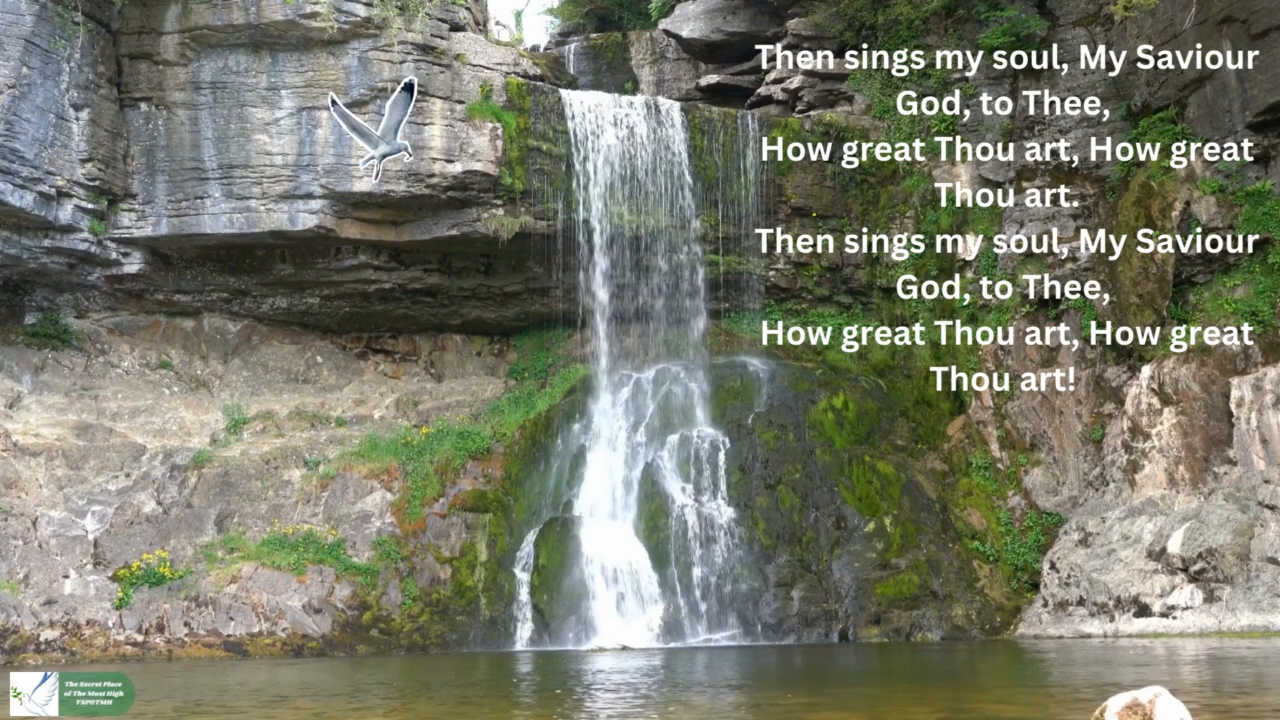 Then sings my soul, My Saviour
God, to Thee,
How great Thou art, How great
Thou art.
Then sings my soul, My Saviour
God, to Thee,
How great Thou art, How great
Thou art!
The Secret Place
of The Most High
TSPOTMH